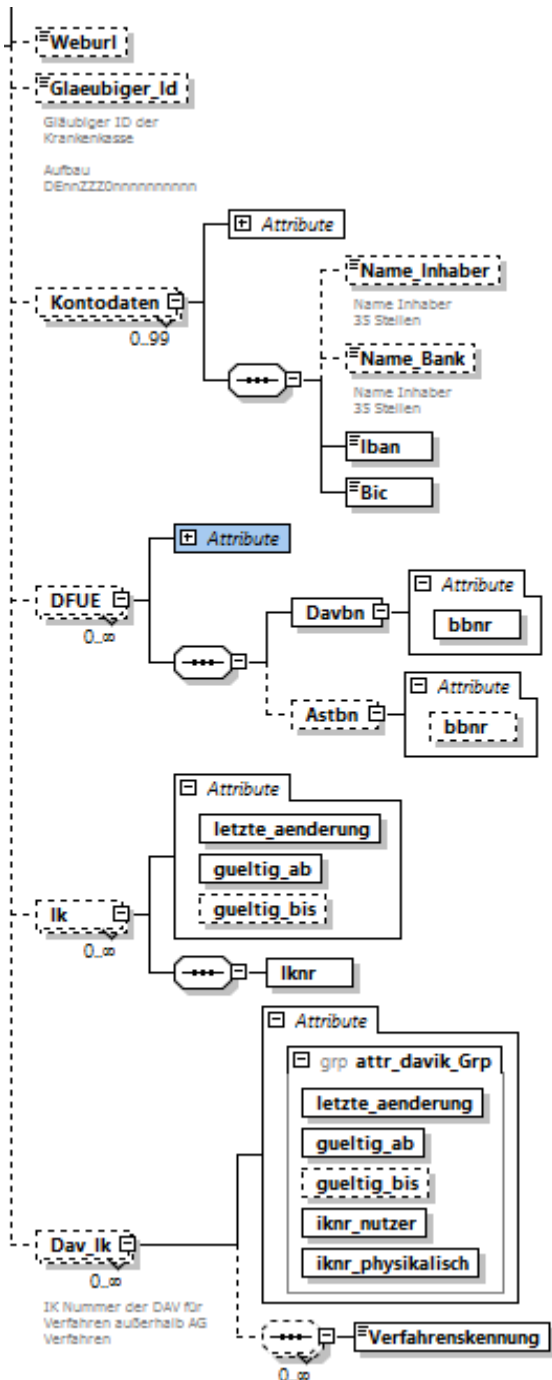 Weburl
Glaeubiger_Id
Gläubiger ID der
Krankenkasse
Aufbau
DEnnZZZ0nnnnnnnnnn
Attribute
Kontodaten
0..99
Name_Inhaber
Name Inhaber
35 Stellen
Name_Bank
Name Inhaber
35 Stellen
Iban
Bic
Attribute
DFUE
0..∞
Davbn
Attribute
bbnr
Astbn
Attribute
bbnr
Attribute
letzte_aenderung
gueltig_ab
gueltig_bis
Ik
0..∞
Iknr
Attribute
grp attr_davik_Grp
letzte_aenderung
gueltig_ab
gueltig_bis
iknr_nutzer
iknr_physikalisch
Dav_Ik
0..∞
IK Nummer der DAV für
Verfahren außerhalb AG
Verfahren
Verfahrenskennung
0..∞